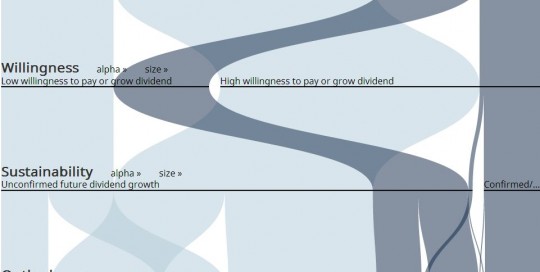 Willingness alpha » size »
Low willingness to pay or grow dividend High willingness to pay or grow dividend
Sustainability alpha » size »
Unconfirmed future dividend growth Confirmed/...